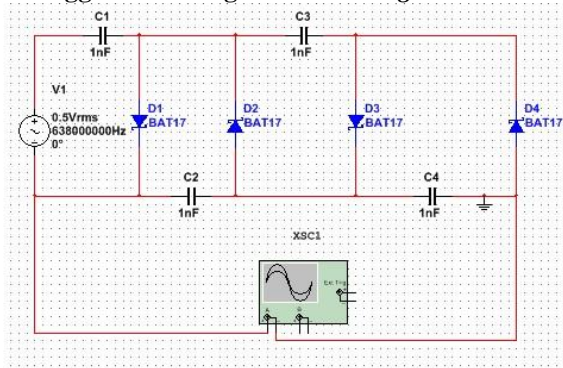 C1
1nF
C3
1nF
V1
0.5Vrms
638000000Hz
0°
D1
BAT17
D2
BAT17
D3
BAT17
D4
BAT17
C2
1nF
C4
1nF
XSC1
Ext Trig
A
B